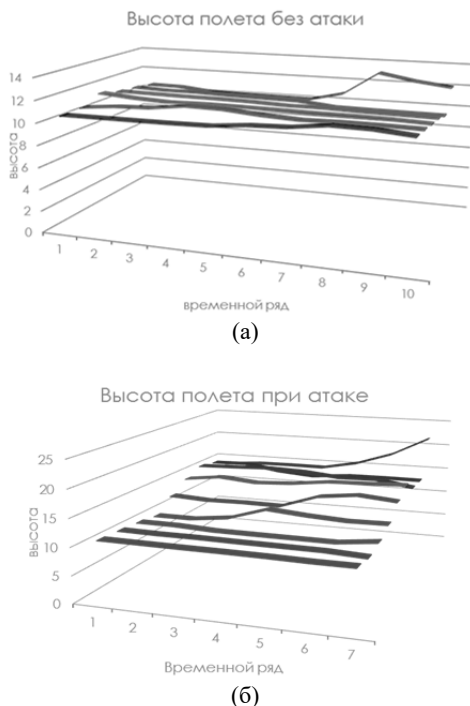 Высота полета без атаки
14
12
10
8
6
4
2
0
высота
1 2 3 4 5 6 7 8 9 10
временной ряд
(а)
Высота полета при атаке
25
20
15
10
5
0
высота
1 2 3 4 5 6 7
Временной ряд
(б)